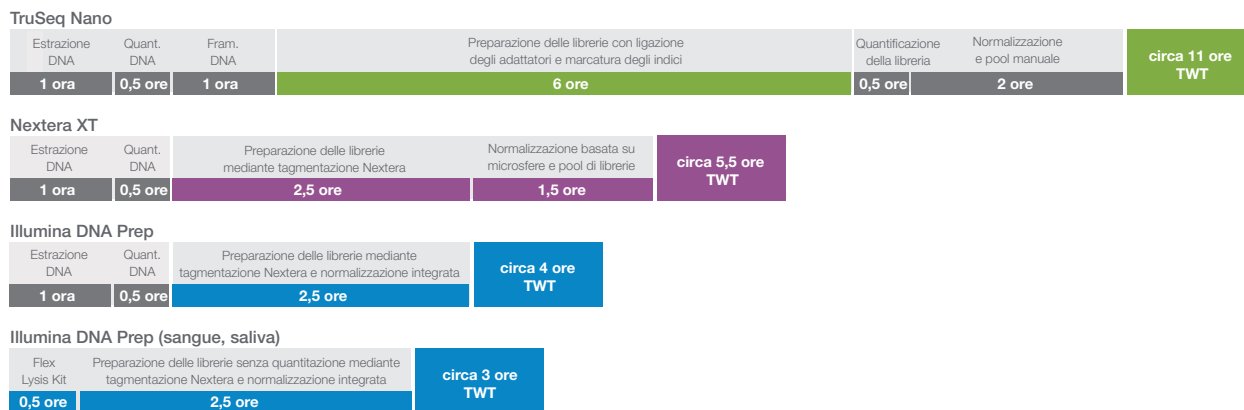 TruSeq Nano
Estrazione DNA
Quant. DNA
Fram. DNA
Preparazione delle librerie con ligazione
degli adattatori e marcatura degli indici
Quantificazione
della libreria
Normalizzazione
e pool manuale
circa 11 ore
TWT
1 ora
0,5 ore
1 ora
6 ore
0,5 ore
2 ore
Nextera XT
Estrazione
DNA
Quant.
DNA
Preparazione delle librerie
mediante tagmentazione Nextera
Normalizzazione basata su
microsfere e pool di librerie
circa 5,5 ore
TWT
1 ora
0,5 ore
2,5 ore
1,5 ore
Illumina DNA Prep
Estrazione
DNA
Quant.
DNA
Preparazione delle librerie mediante
tagmentazione Nextera e normalizzazione integrata
circa 4 ore
TWT
1 ora
0,5 ore
2,5 ore
Illumina DNA Prep (sangue, saliva)
Flex
Lysis Kit
Preparazione delle librerie senza quantitazione mediante
tagmentazione Nextera e normalizzazione integrata
circa 3 ore
TWT
0,5 ore
2,5 ore